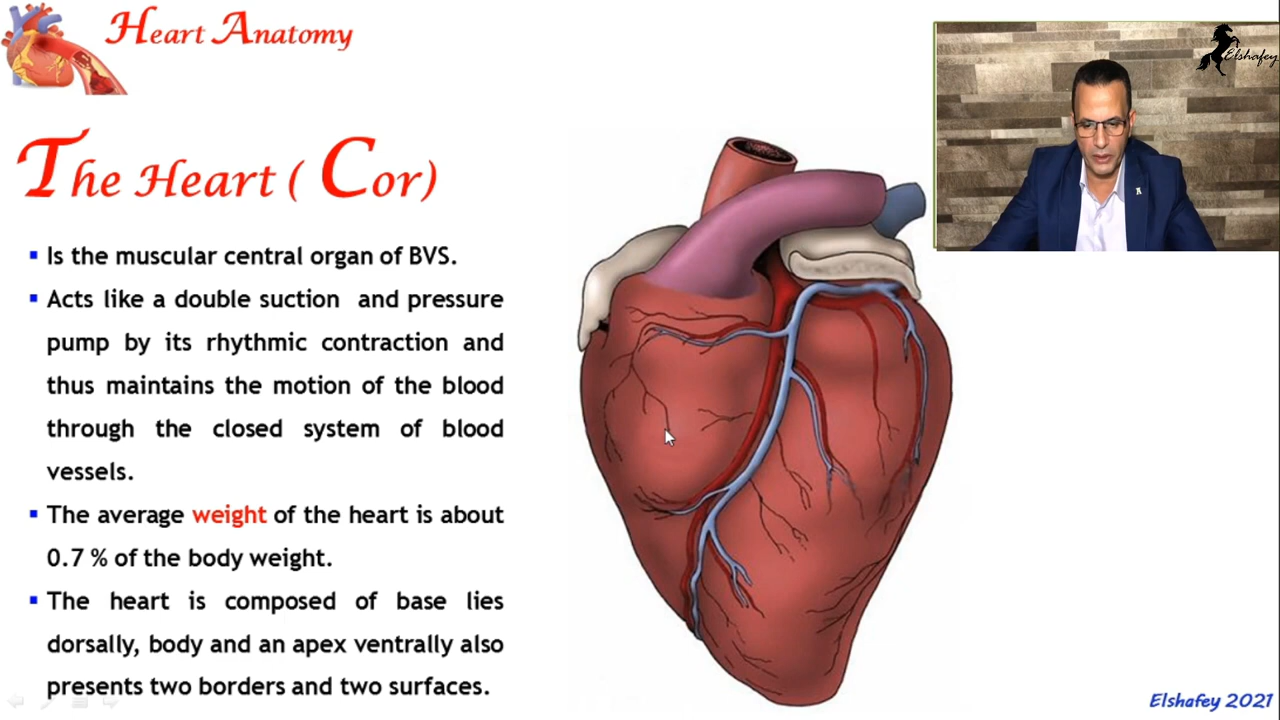 Heart Anatomy
Elshafey
The Heart ( Cor)
▪ Is the muscular central organ of BVS.
▪ Acts like a double suction and pressure
pump by its rhythmic contraction and
thus maintains the motion of the blood
through the closed system of blood
vessels.
▪ The average weight of the heart is about
0.7 % of the body weight.
▪ The heart is composed of base lies
dorsally, body and an apex ventrally also
presents two borders and two surfaces.
Elshafey 2021